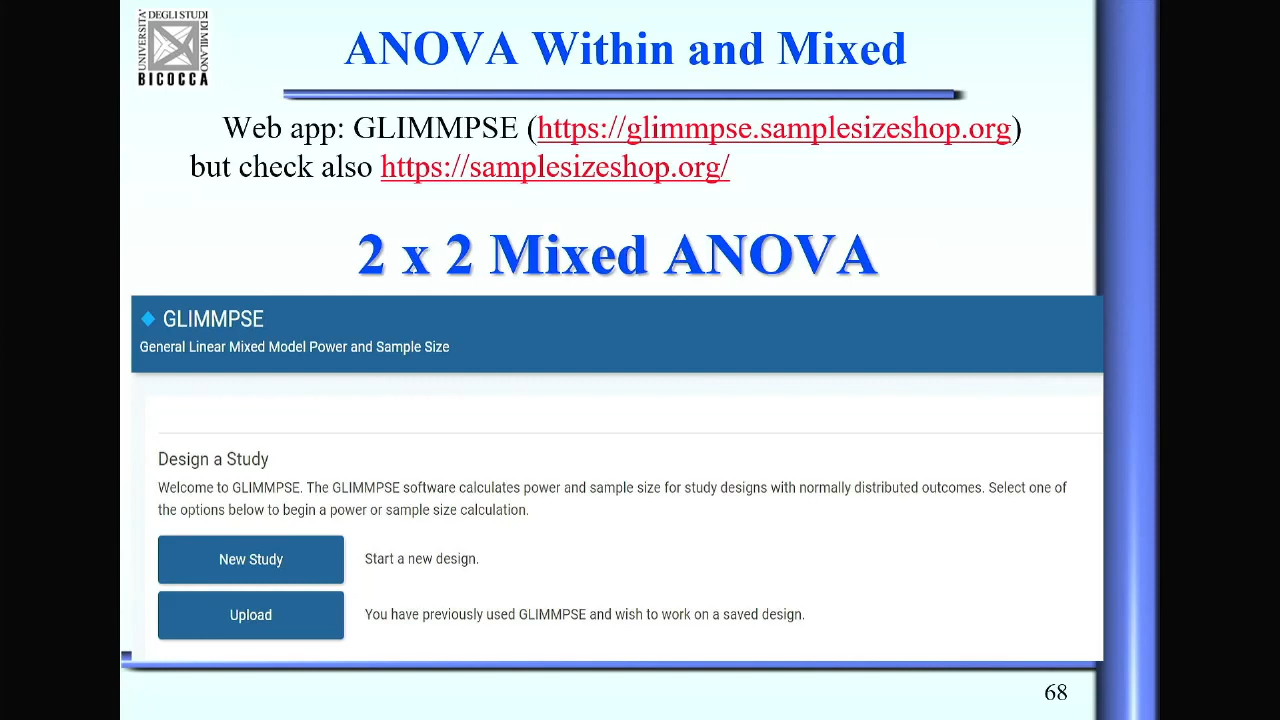 UNIVERSITA' DEGLI STUDI DI MILANO
BICOCCA
ANOVA Within and Mixed
Web app: GLIMMPSE (https://glimmpse.samplesizeshop.org)
but check also https://samplesizeshop.org/
2 x 2 Mixed ANOVA
GLIMMPSE
General Linear Mixed Model Power and Sample Size
Design a Study
Welcome to GLIMMPSE. The GLIMMPSE software calculates power and sample size for study designs with normally distributed outcomes. Select one of
the options below to begin a power or sample size calculation.
New Study Start a new design.
Upload You have previously used GLIMMPSE and wish to work on a saved design.
68